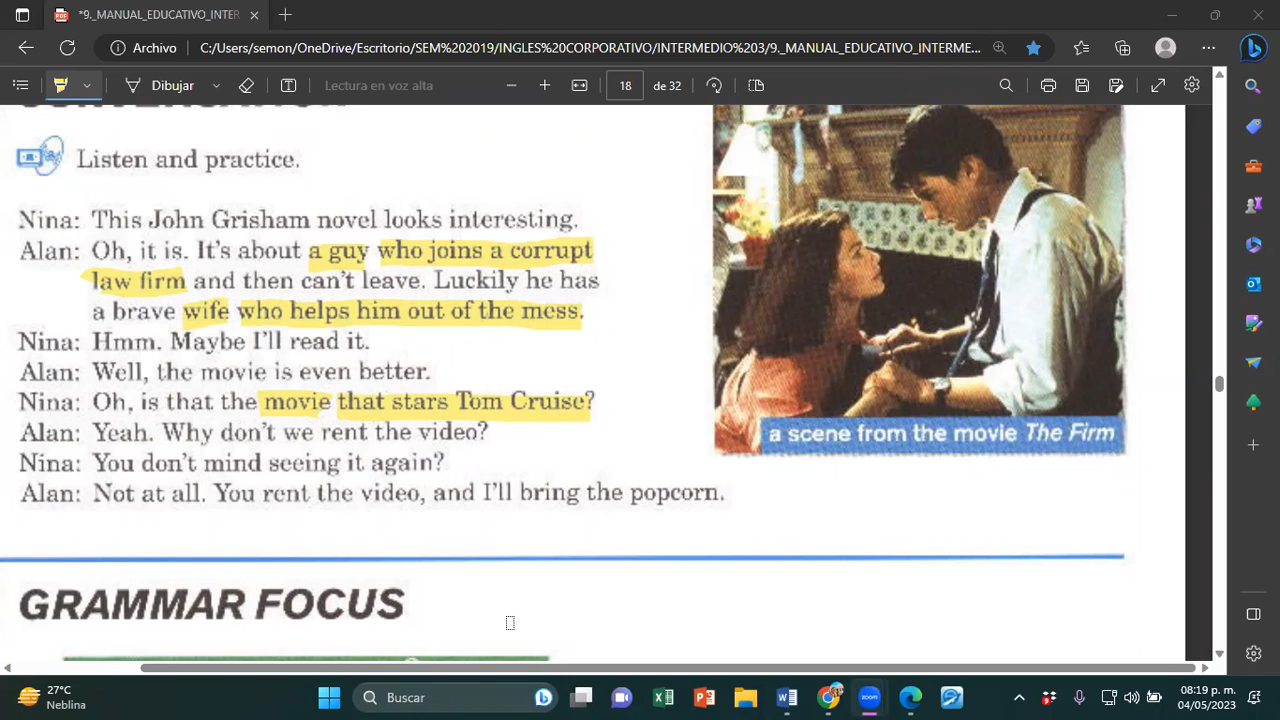 *9._MANUAL_EDUCATIVO_INTER
Archivo
C:/Users/semon/OneDrive/Escritorio/SEM%202019/INGLES%20CORPORATIVO/INTERMEDIO%203/9._MANUAL_EDUCATIVO_INTERME...
Dibujar
Lectura en voz alta
18
de 32
CONVERSATION
Listen and practice.
Nina: This John Grisham novel looks interesting.
Alan: Oh, it is. It's about a guy who joins a corrupt
law firm and then can't leave. Luckily he has
a brave wife who helps him out of the mess.
Nina: Hmm. Maybe I'll read it.
Alan: Well, the movie is even better.
Nina: Oh, is that the movie that stars Tom Cruise?
Alan: Yeah. Why don't we rent the video?
Nina: You don't mind seeing it again?
Alan: Not at all. You rent the video, and I'll bring the popcorn.
a scene from the movie The Firm
GRAMMAR FOCUS
27°C
Neblina
Buscar
08:19 p. m.
04/05/2023